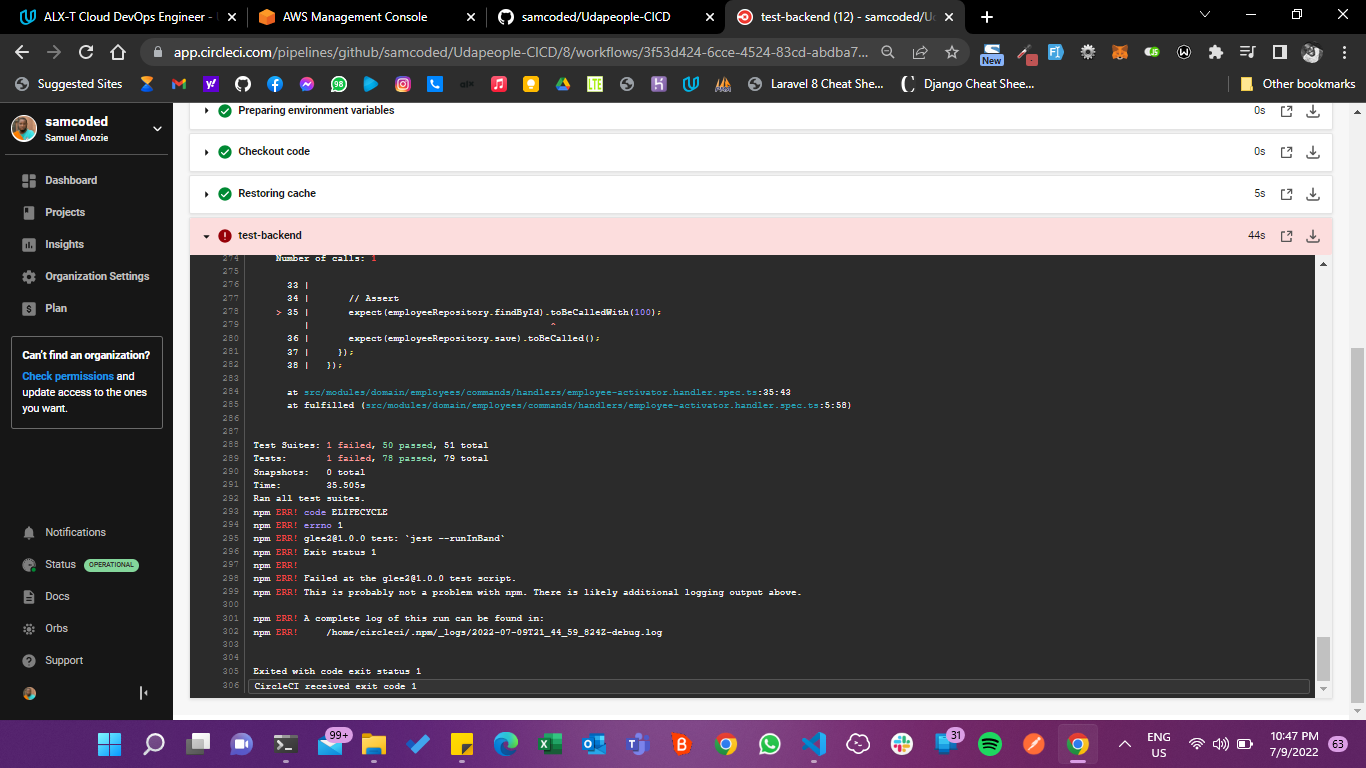 ALX-T Cloud DevOps Engineer -
AWS Management Console
samcoded/Udapeople-CICD
test-backend (12) - samcoded/U
app.circleci.com/pipelines/github/samcoded/Udapeople-CICD/8/workflows/3f53d424-6cce-4524-83cd-abdba7...
New
Suggested Sites
98
olx
LTE
Laravel 8 Cheat She...
Django Cheat Shee...
Other bookmarks
samcoded
Samuel Anozie
Dashboard
Projects
Insights
Organization Settings
Plan
Can't find an organization?
Check permissions and
update access to the ones
you want.
Notifications
Status OPERATIONAL
Docs
Orbs
Support
Preparing environment variables 0s
Checkout code 0s
Restoring cache 5s
test-backend 44s
274 Number of calls: 1
275
276 33 |
277 34 | // Assert
278 > 35 | expect(employeeRepository.findById).toBeCalledWith(100);
279 | ^
280 36 | expect(employeeRepository.save).toBeCalled();
281 37 | });
282 38 | });
283
284 at src/modules/domain/employees/commands/handlers/employee-activator.handler.spec.ts:35:43
285 at fulfilled (src/modules/domain/employees/commands/handlers/employee-activator.handler.spec.ts:5:58)
286
287
288 Test Suites: 1 failed, 50 passed, 51 total
289 Tests: 1 failed, 78 passed, 79 total
290 Snapshots: 0 total
291 Time: 35.505s
292 Ran all test suites.
293 npm ERR! code ELIFECYCLE
294 npm ERR! errno 1
295 npm ERR! glee2@1.0.0 test: `jest --runInBand`
296 npm ERR! Exit status 1
297 npm ERR!
298 npm ERR! Failed at the glee2@1.0.0 test script.
299 npm ERR! This is probably not a problem with npm. There is likely additional logging output above.
300
301 npm ERR! A complete log of this run can be found in:
302 npm ERR! /home/circleci/.npm/_logs/2022-07-09T21_44_59_824Z-debug.log
303
304
305 Exited with code exit status 1
306 CircleCI received exit code 1
99+
31
ENG
US
10:47 PM
7/9/2022
63